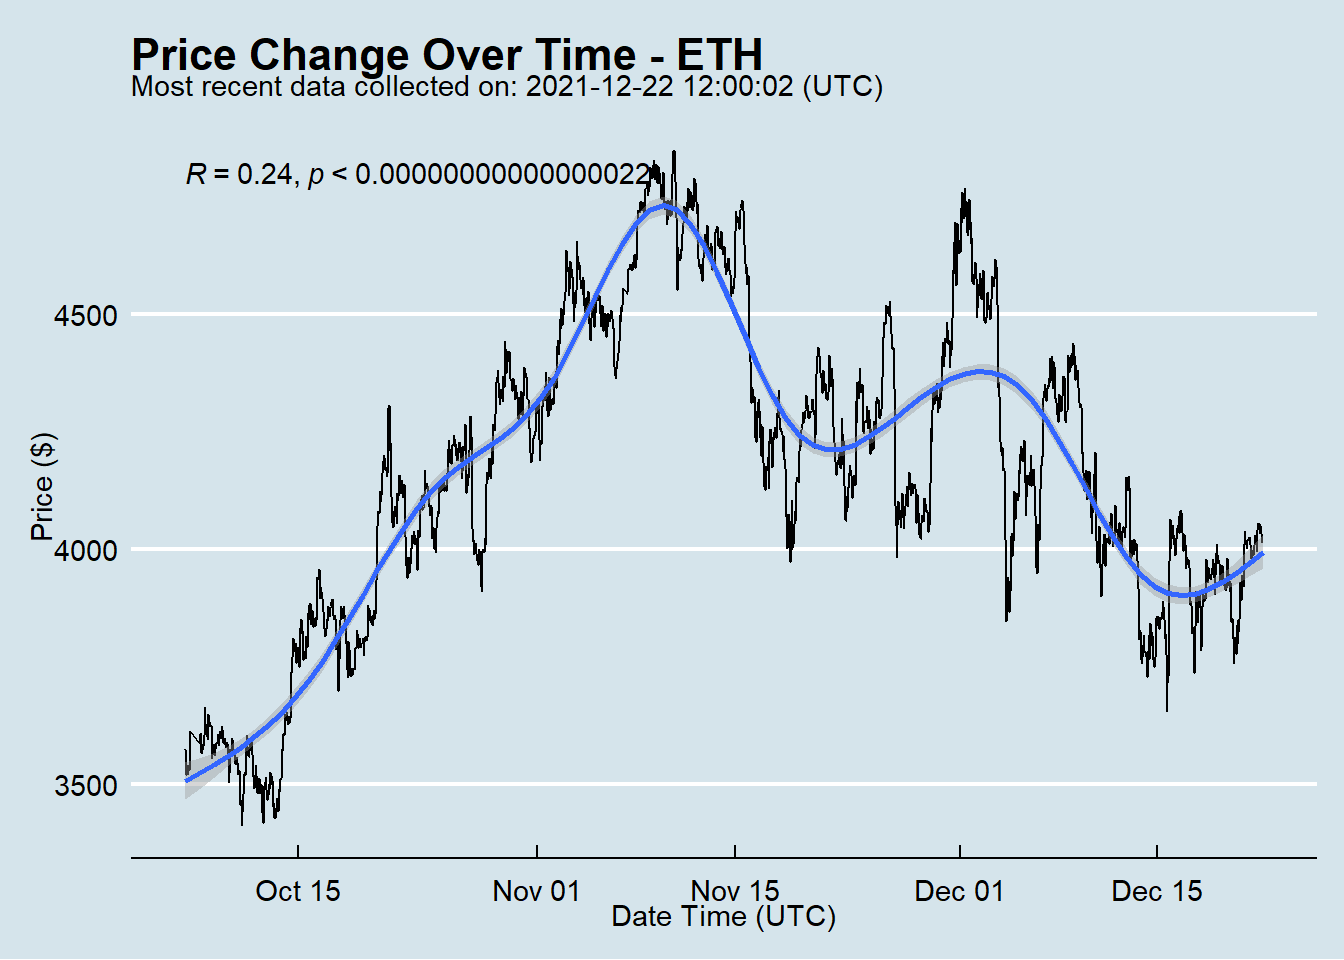 Price Change Over Time - ETH
Most recent data collected on: 2021-12-22 12:00:02 (UTC)
R = 0.24, p < 0.00000000000000022
4500
4000
3500
Price ($)
Oct 15
Nov 01
Nov 15
Dec 01
Dec 15
Date Time (UTC)